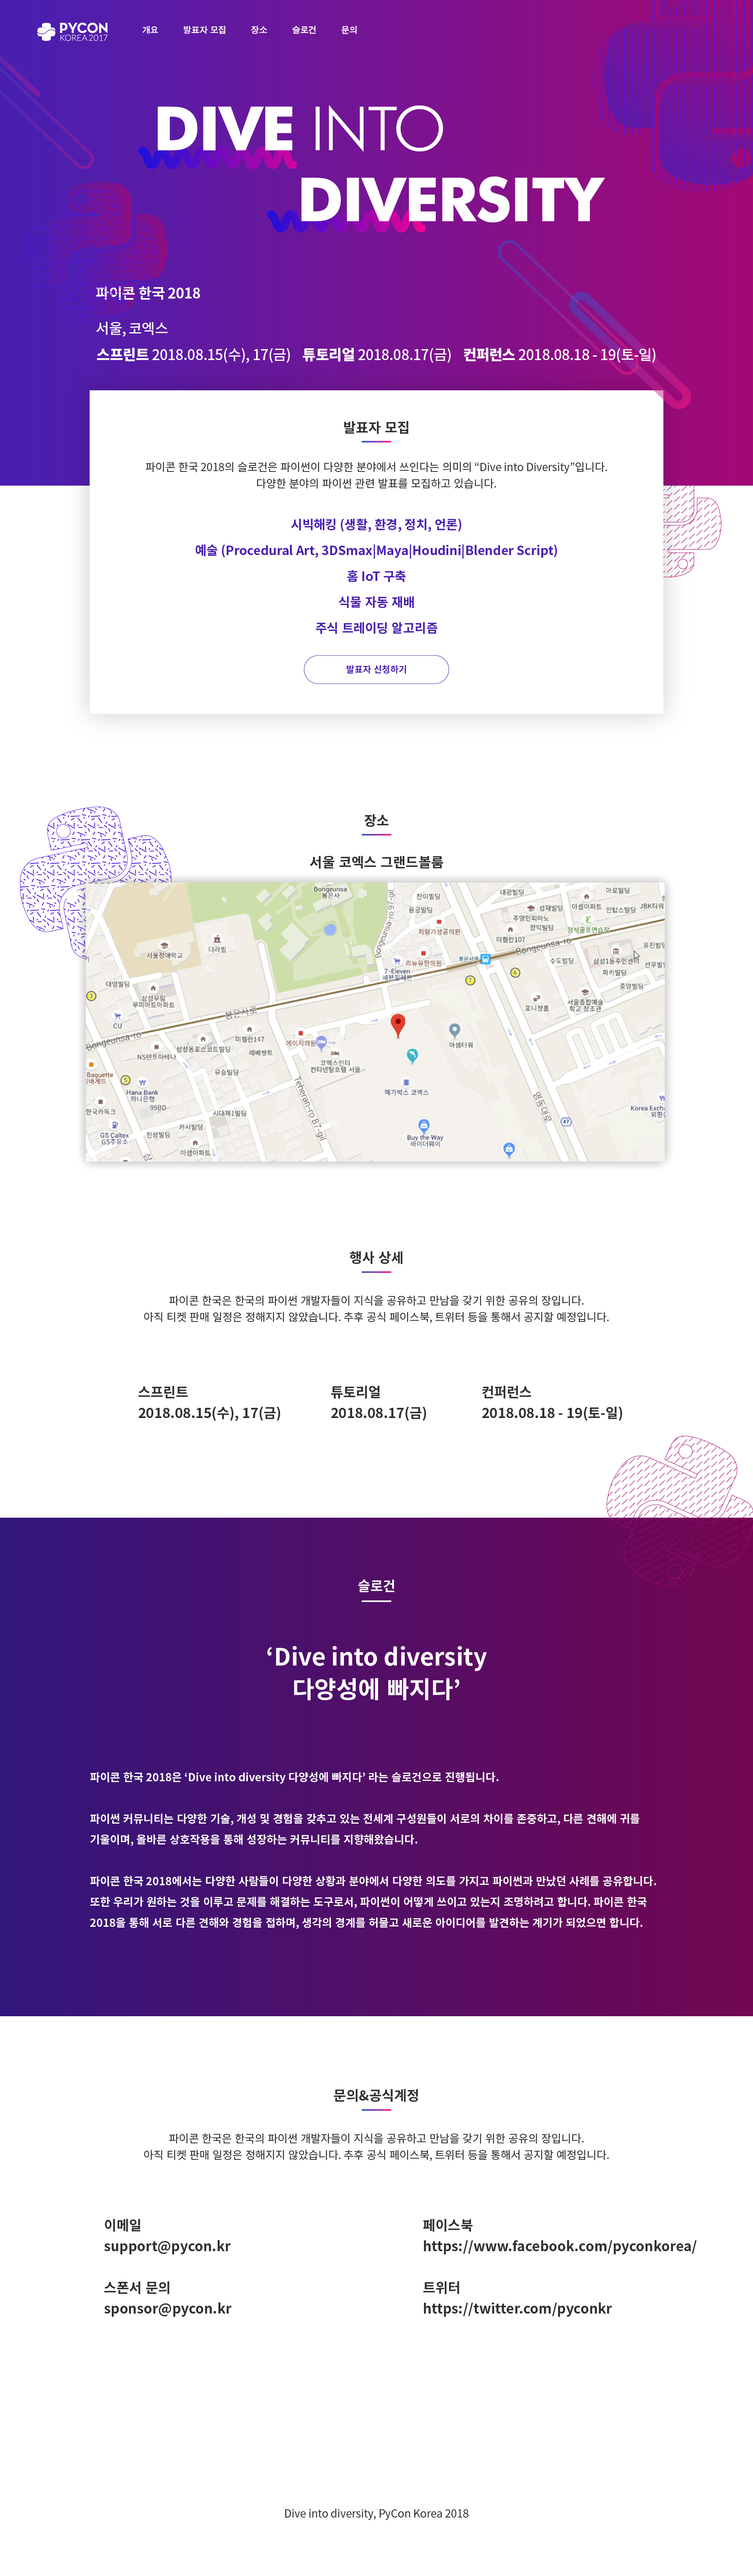 PYCON
KOREA 2017
개요 발표자 모집 장소 슬로건 문의
DIVE INTO
DIVERSITY
파이콘 한국 2018
서울, 코엑스
스프린트 2018.08.15(수), 17(금) 튜토리얼 2018.08.17(금) 컨퍼런스 2018.08.18 - 19(토-일)
발표자 모집
파이콘 한국 2018의 슬로건은 파이썬이 다양한 분야에서 쓰인다는 의미의 “Dive into Diversity”입니다.
다양한 분야의 파이썬 관련 발표를 모집하고 있습니다.
시빅해킹 (생활, 환경, 정치, 언론)
예술 (Procedural Art, 3DSmax|Maya|Houdini|Blender Script)
홈 IoT 구축
식물 자동 재배
주식 트레이딩 알고리즘
발표자 신청하기
장소
서울 코엑스 그랜드볼룸
Bongeunsa
봉은사
Bongeunsa-ro 97-gil
찬이빌딩
용궁빌딩
대광빌딩
성재빌딩
아로빌딩
아셈아파트
민탑스빌딩
JBK타워
주영인피아노
정익빌딩
최형기성공의원
미켈란107
Bongeunsa-ro
유진빌딩
서울정애학교
더라빌
리뉴유한의원
7-Eleven
세븐일레븐
수도빌딩
삼성1동주민센터
파키빌딩
중앙빌딩
대영빌딩
삼성무림
루미아트아파트
CU
봉은사로
포니정홀
서울종합예술
학교 상조관
아셈타워
Bongeunsa-ro
미켈란147
에이지의원
NS텐트아테나
삼성동포스코트빌딩
레베쌍트
코엑스인터
컨티넨탈호텔 서울
유승빌딩
Baguette
Hana Bank
하나은행
99BD
한국카독크
GS Caltex
GS주유소
진성빌딩
카사빌딩
시대제1빌딩
아셈아파트
Teheran-ro 87-gil
메가박스 코엑스
Buy the Way
바이더웨이
영동대로
47
Korea Exch
외환은
3
5
6
7
행사 상세
파이콘 한국은 한국의 파이썬 개발자들이 지식을 공유하고 만남을 갖기 위한 공유의 장입니다.
아직 티켓 판매 일정은 정해지지 않았습니다. 추후 공식 페이스북, 트위터 등을 통해서 공지할 예정입니다.
스프린트 튜토리얼 컨퍼런스
2018.08.15(수), 17(금) 2018.08.17(금) 2018.08.18 - 19(토-일)
슬로건
‘Dive into diversity
다양성에 빠지다’
파이콘 한국 2018은 ‘Dive into diversity 다양성에 빠지다’ 라는 슬로건으로 진행됩니다.
파이썬 커뮤니티는 다양한 기술, 개성 및 경험을 갖추고 있는 전세계 구성원들이 서로의 차이를 존중하고, 다른 견해에 귀를
기울이며, 올바른 상호작용을 통해 성장하는 커뮤니티를 지향해왔습니다.
파이콘 한국 2018에서는 다양한 사람들이 다양한 상황과 분야에서 다양한 의도를 가지고 파이썬과 만났던 사례를 공유합니다.
또한 우리가 원하는 것을 이루고 문제를 해결하는 도구로서, 파이썬이 어떻게 쓰이고 있는지 조명하려고 합니다. 파이콘 한국
2018을 통해 서로 다른 견해와 경험을 접하며, 생각의 경계를 허물고 새로운 아이디어를 발견하는 계기가 되었으면 합니다.
문의&공식계정
파이콘 한국은 한국의 파이썬 개발자들이 지식을 공유하고 만남을 갖기 위한 공유의 장입니다.
아직 티켓 판매 일정은 정해지지 않았습니다. 추후 공식 페이스북, 트위터 등을 통해서 공지할 예정입니다.
이메일
support@pycon.kr
페이스북
https://www.facebook.com/pyconkorea/
스폰서 문의
sponsor@pycon.kr
트위터
https://twitter.com/pyconkr
Dive into diversity, PyCon Korea 2018